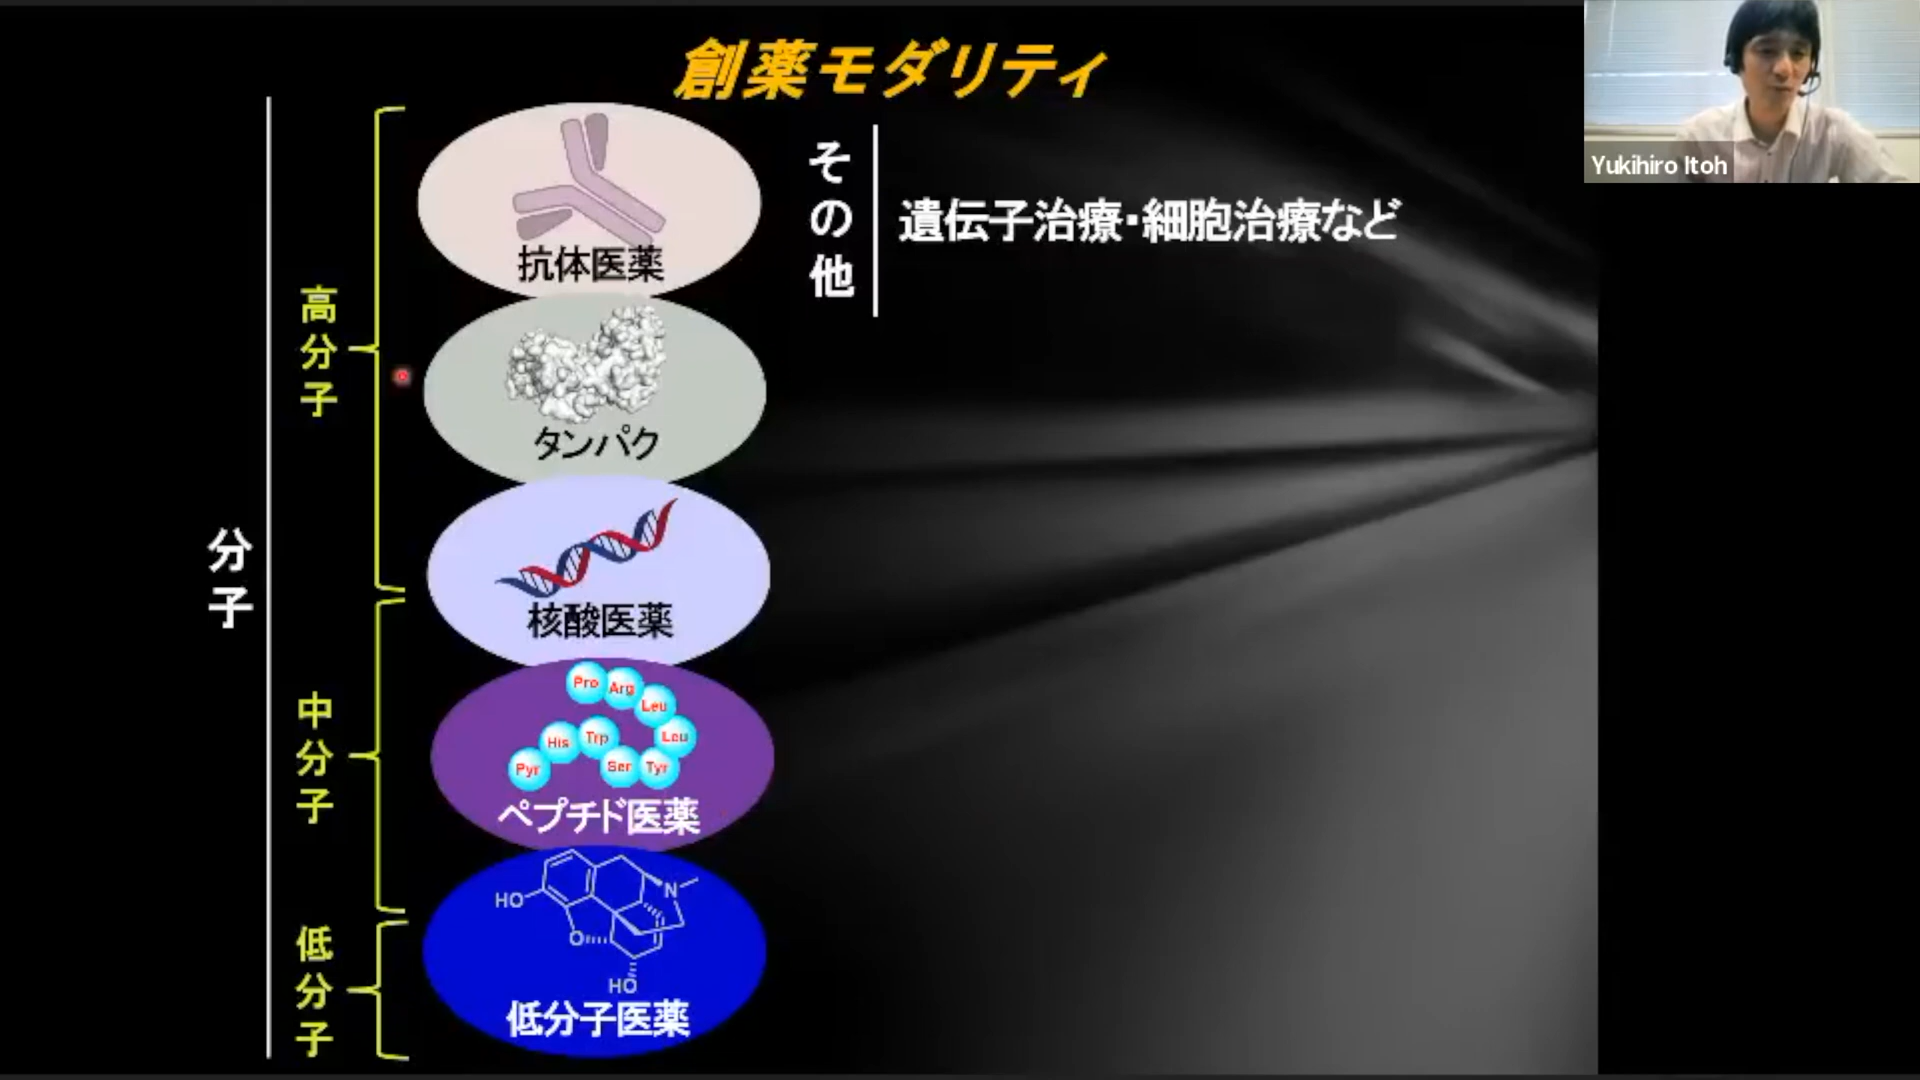 創薬モダリティ
Yukihiro Itoh
分子
高分子
抗体医薬
タンパク
核酸医薬
その他
遺伝子治療・細胞治療など
中分子
Pro Arg Leu Leu Tyr Ser Trp His Pyr
ペプチド医薬
低分子
HO
N
O
HO
低分子医薬